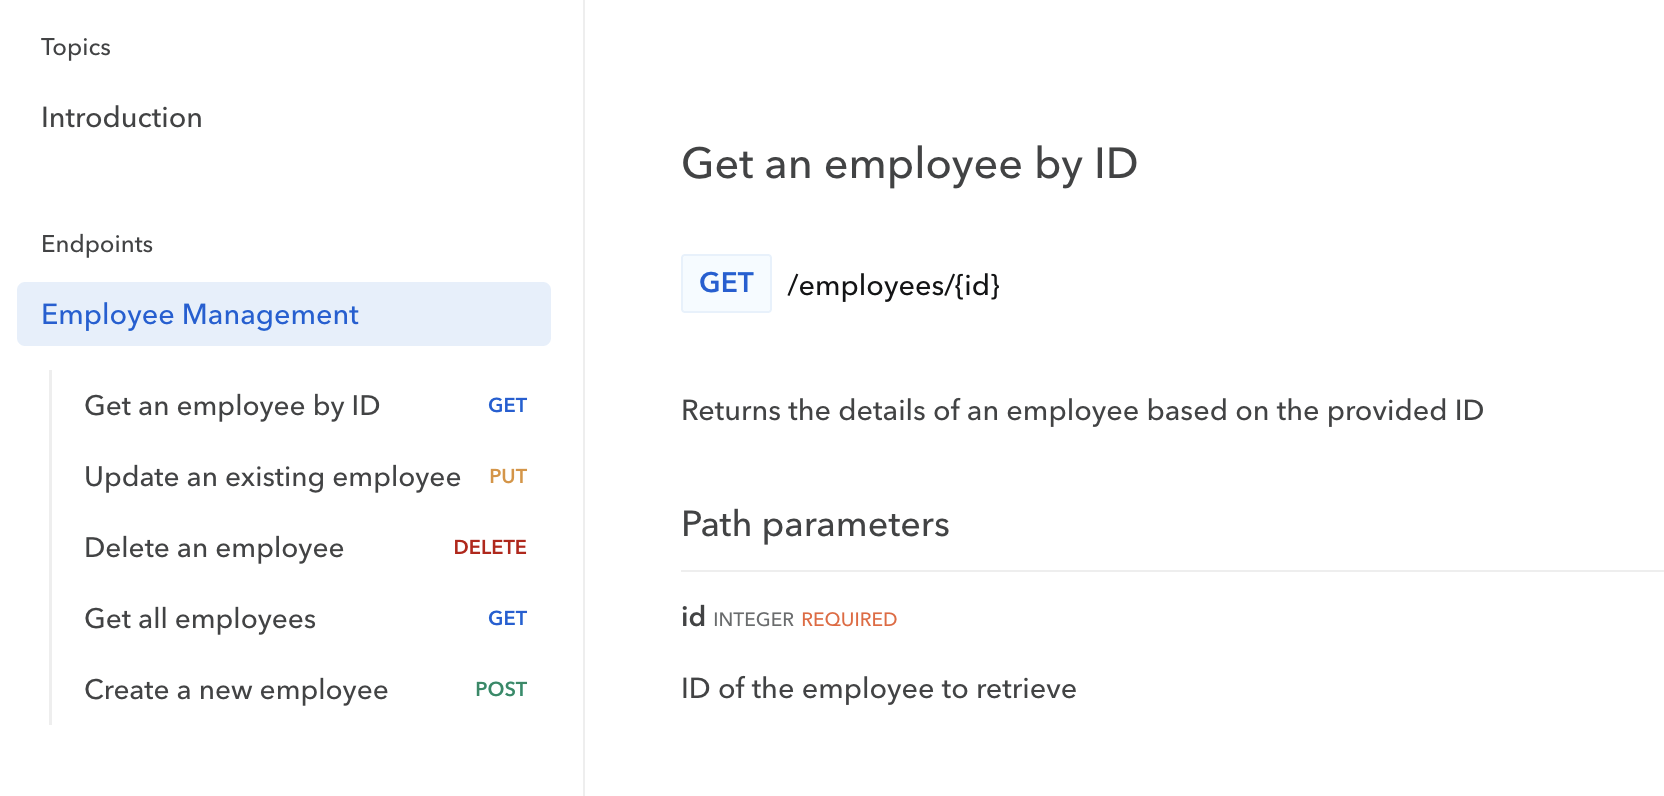 Topics
Introduction
Endpoints
Employee Management
Get an employee by ID GET
Update an existing employee PUT
Delete an employee DELETE
Get all employees GET
Create a new employee POST
Get an employee by ID
GET /employees/{id}
Returns the details of an employee based on the provided ID
Path parameters
id INTEGER REQUIRED
ID of the employee to retrieve